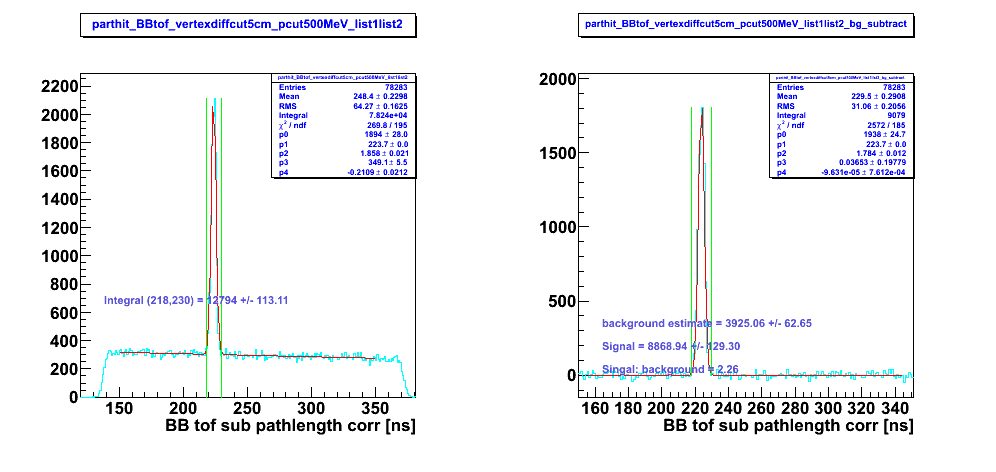 parthit_BBtof_vertexdiffcut5cm_pcut500MeV_list1list2
parthit_BBtof_vertexdiffcut5cm_pcut500MeV_list1list2
Entries 78283
Mean 248.4 ± 0.2298
RMS 64.27 ± 0.1625
Integral 7.824e+04
χ² / ndf 269.8 / 195
p0 1894 ± 28.0
p1 223.7 ± 0.0
p2 1.858 ± 0.021
p3 349.1 ± 5.5
p4 -0.2109 ± 0.0212
2200
2000
1800
1600
1400
1200
1000
800
600
400
200
0
Integral (218,230) = 12794 +/- 113.11
150 200 250 300 350
BB tof sub pathlength corr [ns]
parthit_BBtof_vertexdiffcut5cm_pcut500MeV_list1list2_bg_subtract
parthit_BBtof_vertexdiffcut5cm_pcut500MeV_list1list2_bg_subtract
Entries 78283
Mean 229.5 ± 0.2908
RMS 31.06 ± 0.2056
Integral 9079
χ² / ndf 2572 / 185
p0 1938 ± 24.7
p1 223.7 ± 0.0
p2 1.784 ± 0.012
p3 0.03653 ± 0.19779
p4 -9.631e-05 ± 7.612e-04
2000
1500
1000
500
0
background estimate = 3925.06 +/- 62.65
Signal = 8868.94 +/- 129.30
Singal: background = 2.26
160 180 200 220 240 260 280 300 320 340
BB tof sub pathlength corr [ns]